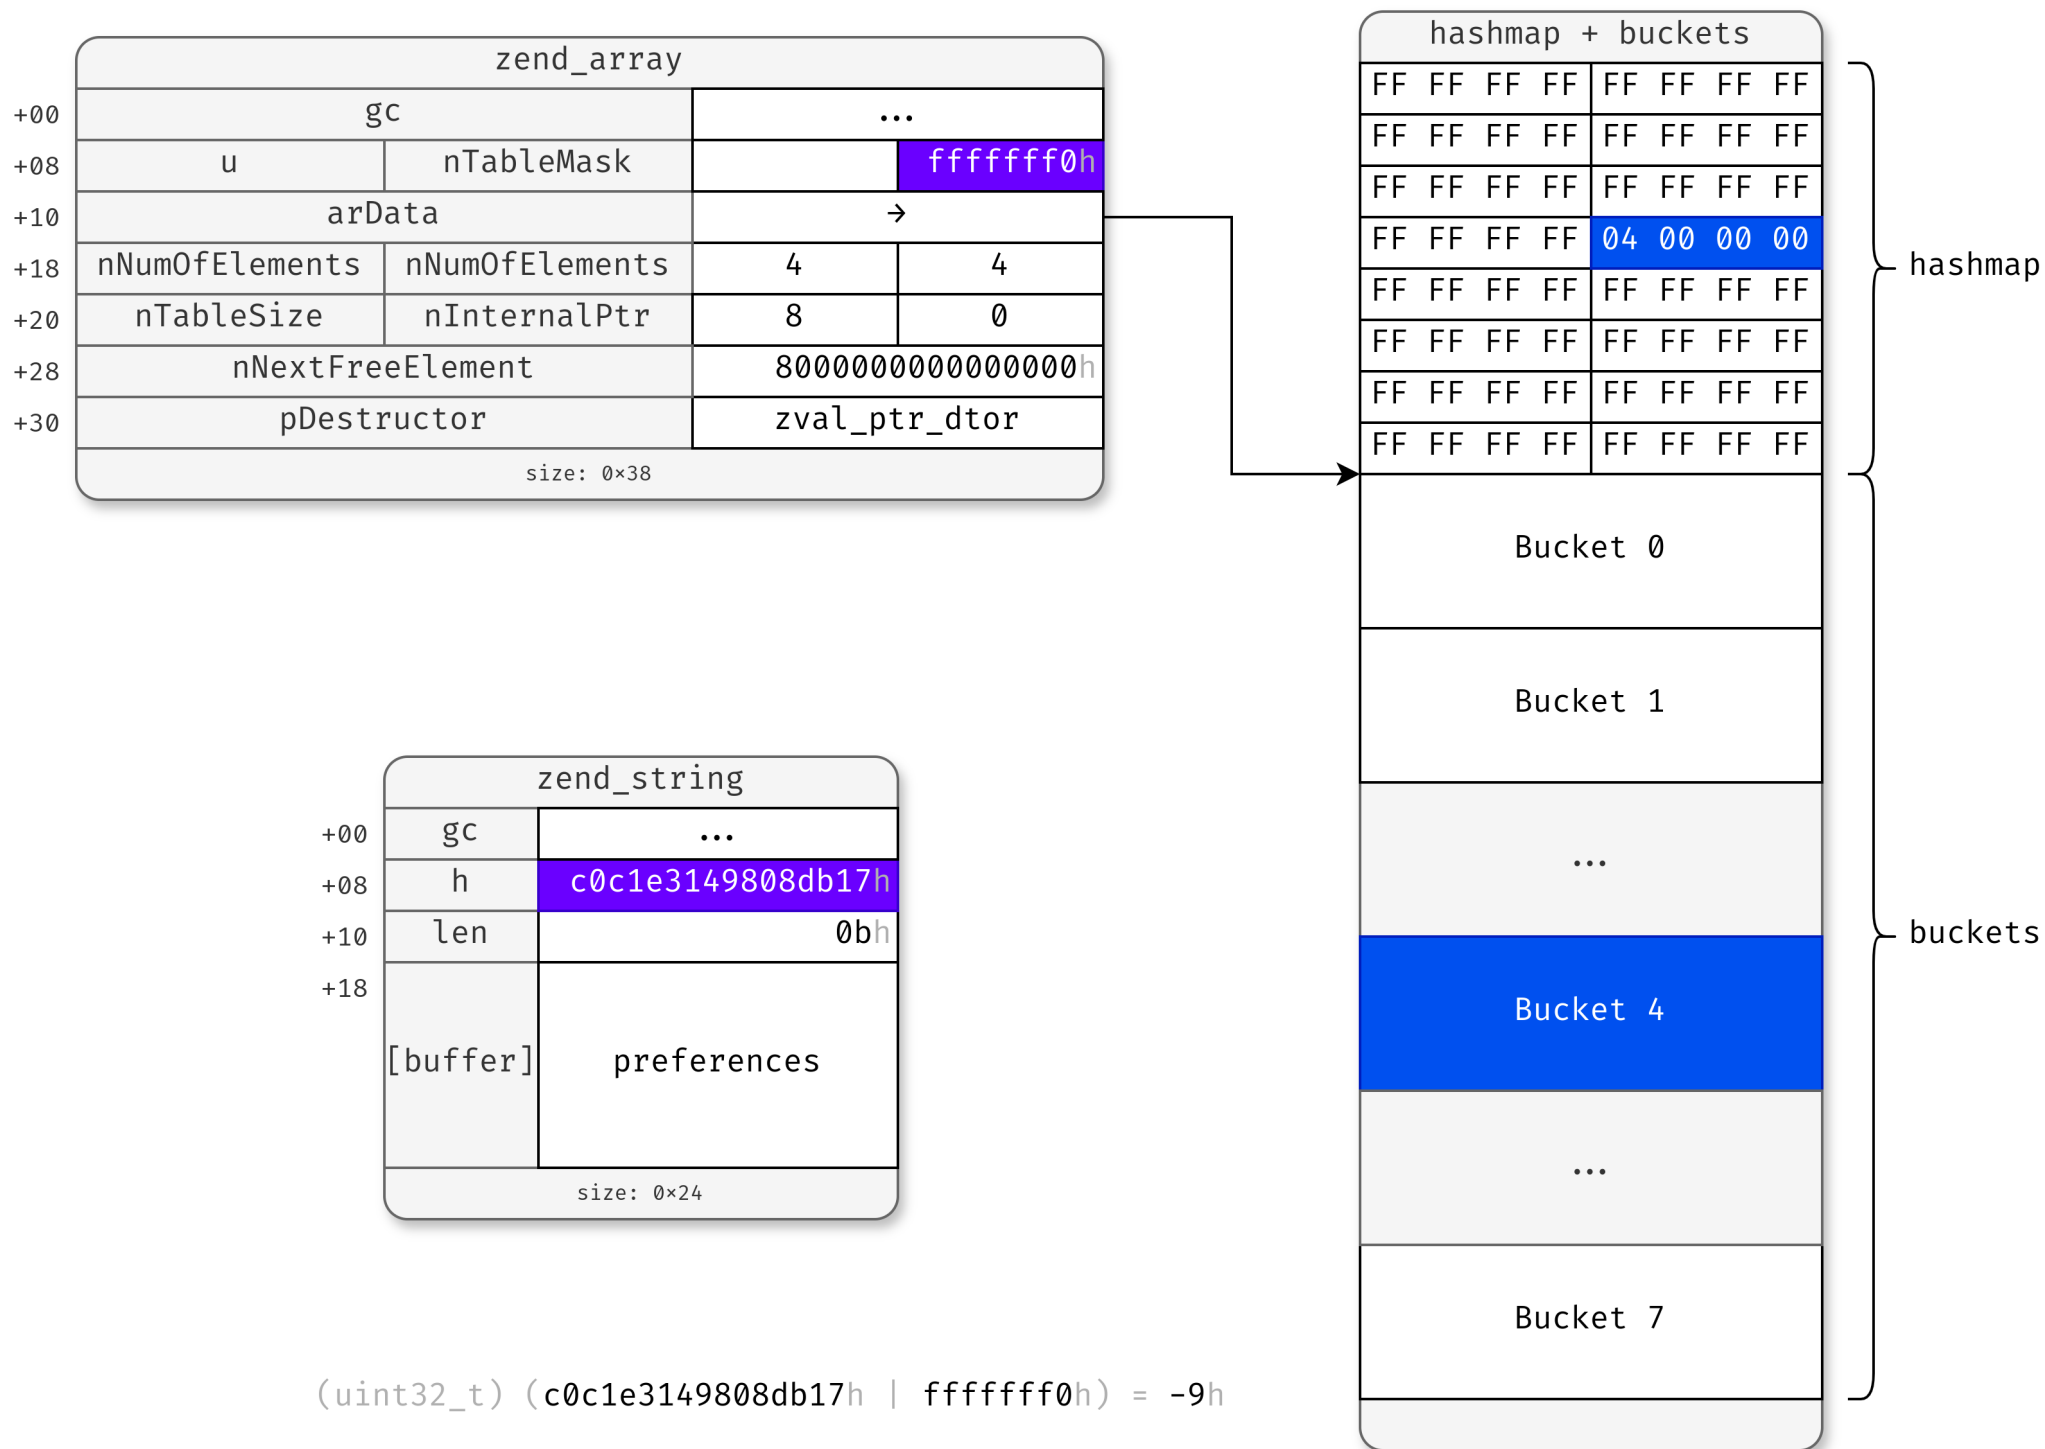 zend_array
+00 gc ...
+08 u nTableMask fffffff0h
+10 arData →
+18 nNumOfElements nNumOfElements 4 4
+20 nTableSize nInternalPtr 8 0
+28 nNextFreeElement 8000000000000000h
+30 pDestructor zval_ptr_dtor
size: 0×38
zend_string
+00 gc ...
+08 h c0c1e3149808db17h
+10 len 0bh
+18 [buffer] preferences
size: 0×24
(uint32_t) (c0c1e3149808db17h | fffffff0h) = -9h
hashmap + buckets
FF FF FF FF FF FF FF FF
FF FF FF FF FF FF FF FF
FF FF FF FF FF FF FF FF
FF FF FF FF 04 00 00 00
FF FF FF FF FF FF FF FF
FF FF FF FF FF FF FF FF
FF FF FF FF FF FF FF FF
FF FF FF FF FF FF FF FF
hashmap
Bucket 0
Bucket 1
...
buckets
Bucket 4
...
Bucket 7